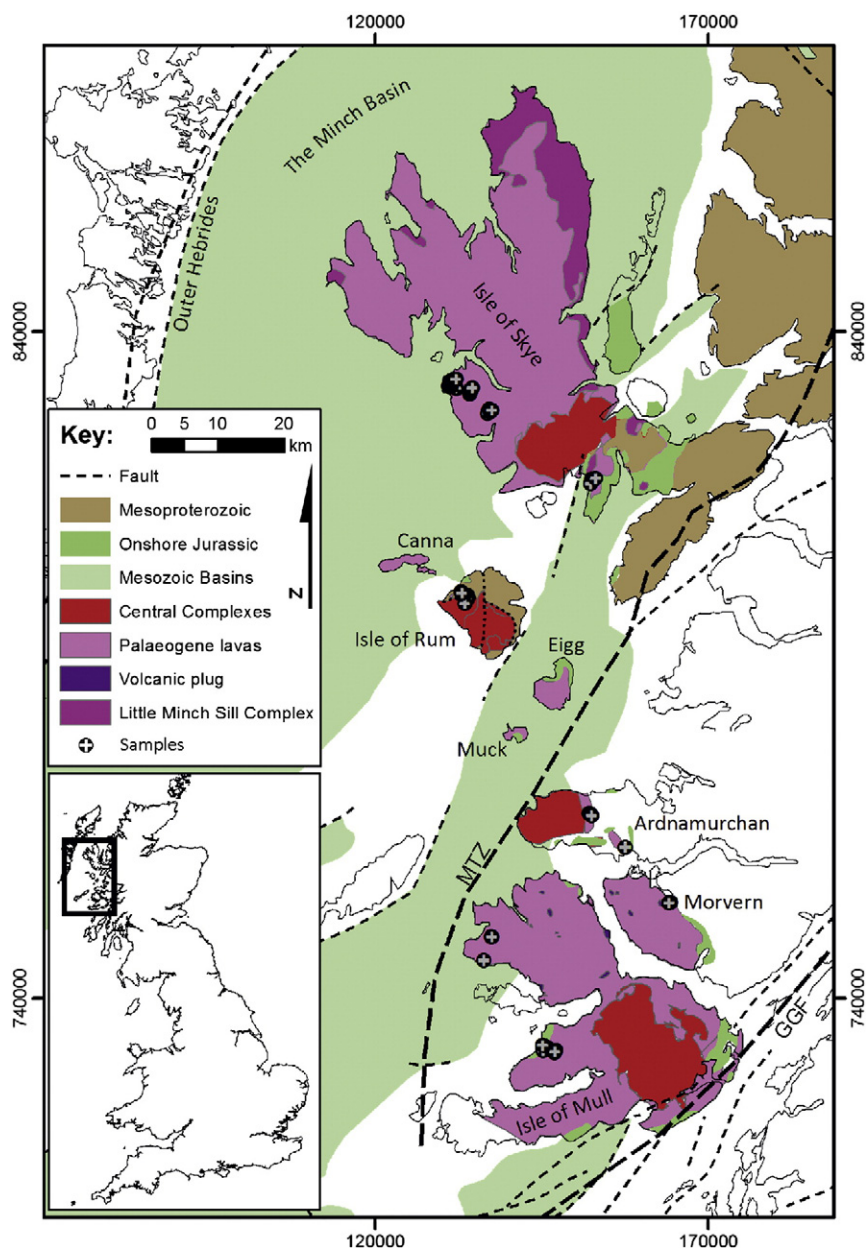 120000
170000
The Minch Basin
Outer Hebrides
Isle of Skye
840000
840000
Key:
0
10
20
km
Fault
Mesoproterozoic
Onshore Jurassic
Mesozoic Basins
Central Complexes
Palaeogene lavas
Volcanic plug
Little Minch Sill Complex
Samples
N
Canna
Isle of Rum
Eigg
Muck
MTZ
Ardnamurchan
Morvern
740000
740000
GGF
Isle of Mull
120000
170000